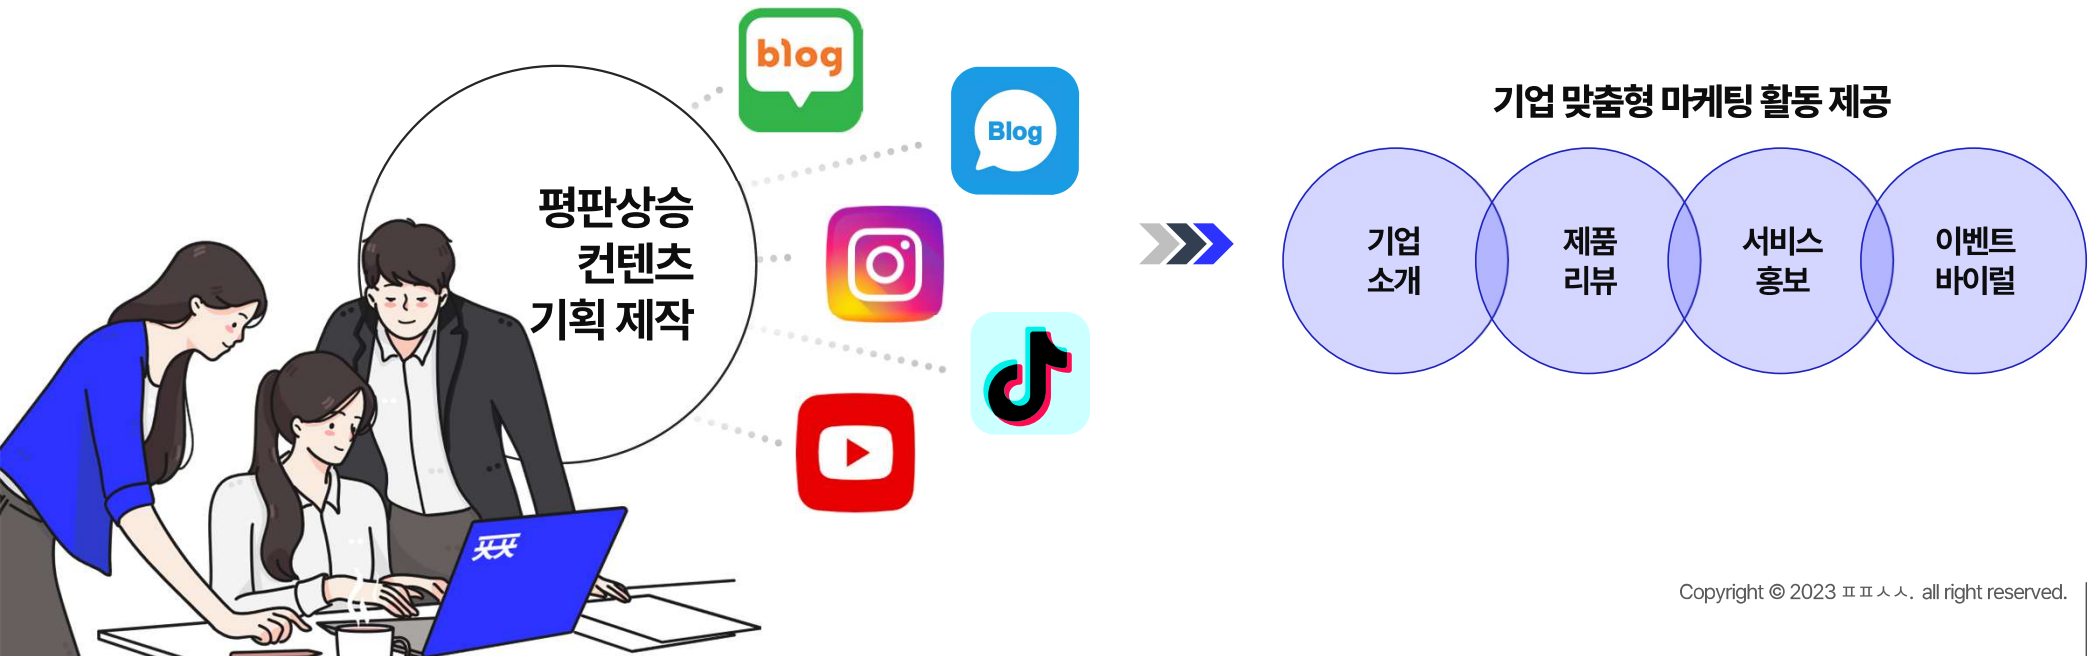 평판상승
컨텐츠
기획 제작
blog
Blog
기업 맞춤형 마케팅 활동 제공
기업
소개
제품
리뷰
서비스
홍보
이벤트
바이럴
Copyright © 2023 ㅍㅍㅅㅅ. all right reserved.